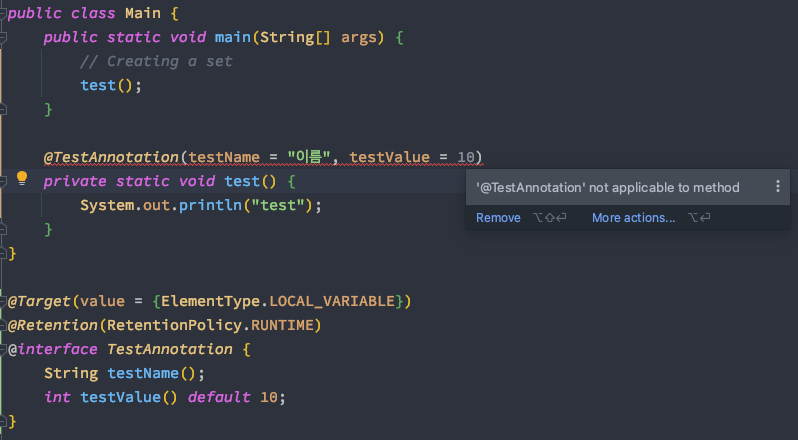 public class Main {
public static void main(String[] args) {
// Creating a set
test();
}
@TestAnnotation(testName = "이름", testValue = 10)
private static void test() {
'@TestAnnotation' not applicable to method
System.out.println("test");
Remove ⌥⇧⏎ More actions... ⌥⏎
}
}
@Target(value = {ElementType.LOCAL_VARIABLE})
@Retention(RetentionPolicy.RUNTIME)
@interface TestAnnotation {
String testName();
int testValue() default 10;
}